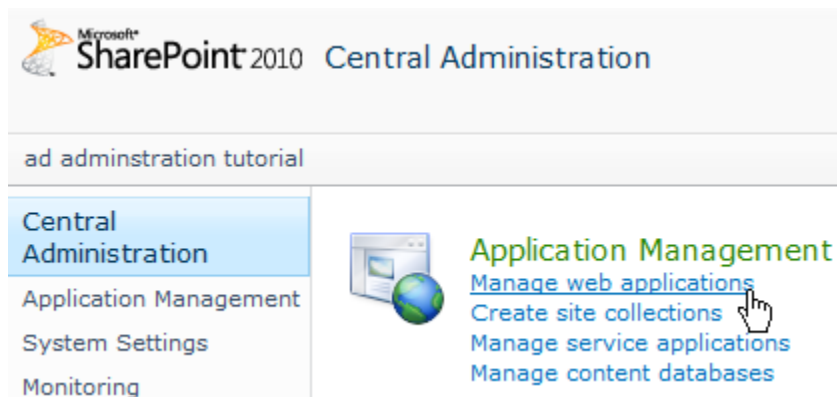 Microsoft®
SharePoint 2010 Central Administration
ad adminstration tutorial
Central
Administration
Application Management
System Settings
Monitoring
Application Management
Manage web applications
Create site collections
Manage service applications
Manage content databases